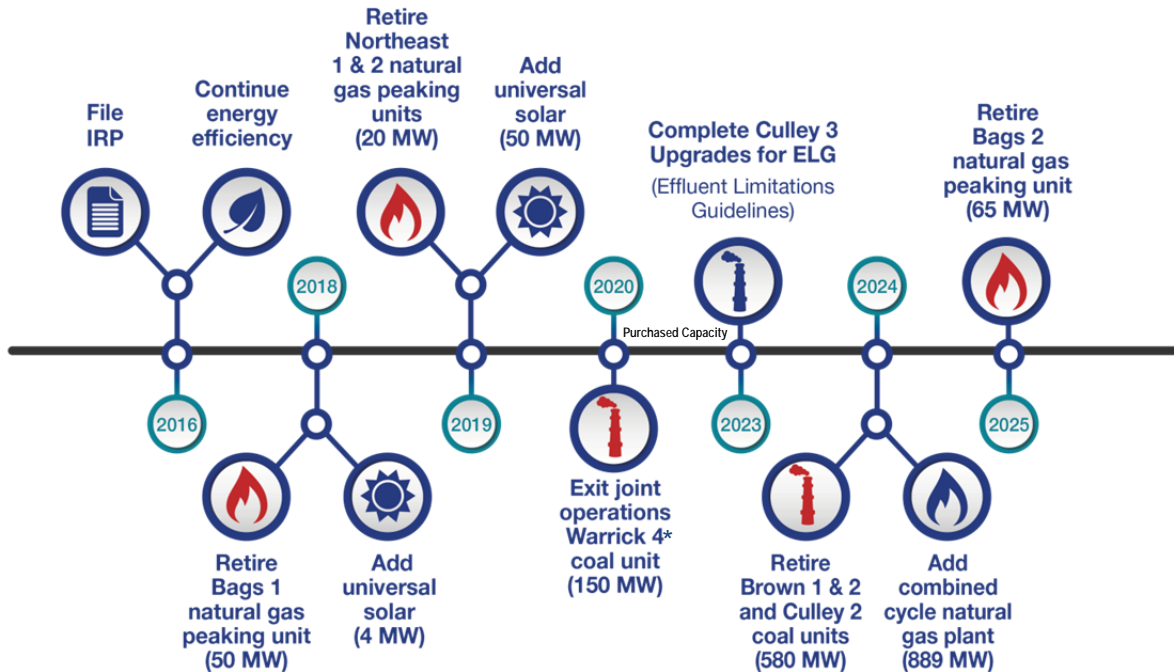 File
IRP
Continue
energy
efficiency
2016
2018
Retire
Bags 1
natural gas
peaking unit
(50 MW)
Add
universal
solar
(4 MW)
Retire
Northeast
1 & 2 natural
gas peaking
units
(20 MW)
Add
universal
solar
(50 MW)
2019
2020
Exit joint
operations
Warrick 4*
coal unit
(150 MW)
Purchased Capacity
Complete Culley 3
Upgrades for ELG
(Effluent Limitations
Guidelines)
2023
2024
Retire
Brown 1 & 2
and Culley 2
coal units
(580 MW)
Add
combined
cycle natural
gas plant
(889 MW)
Retire
Bags 2
natural gas
peaking unit
(65 MW)
2025